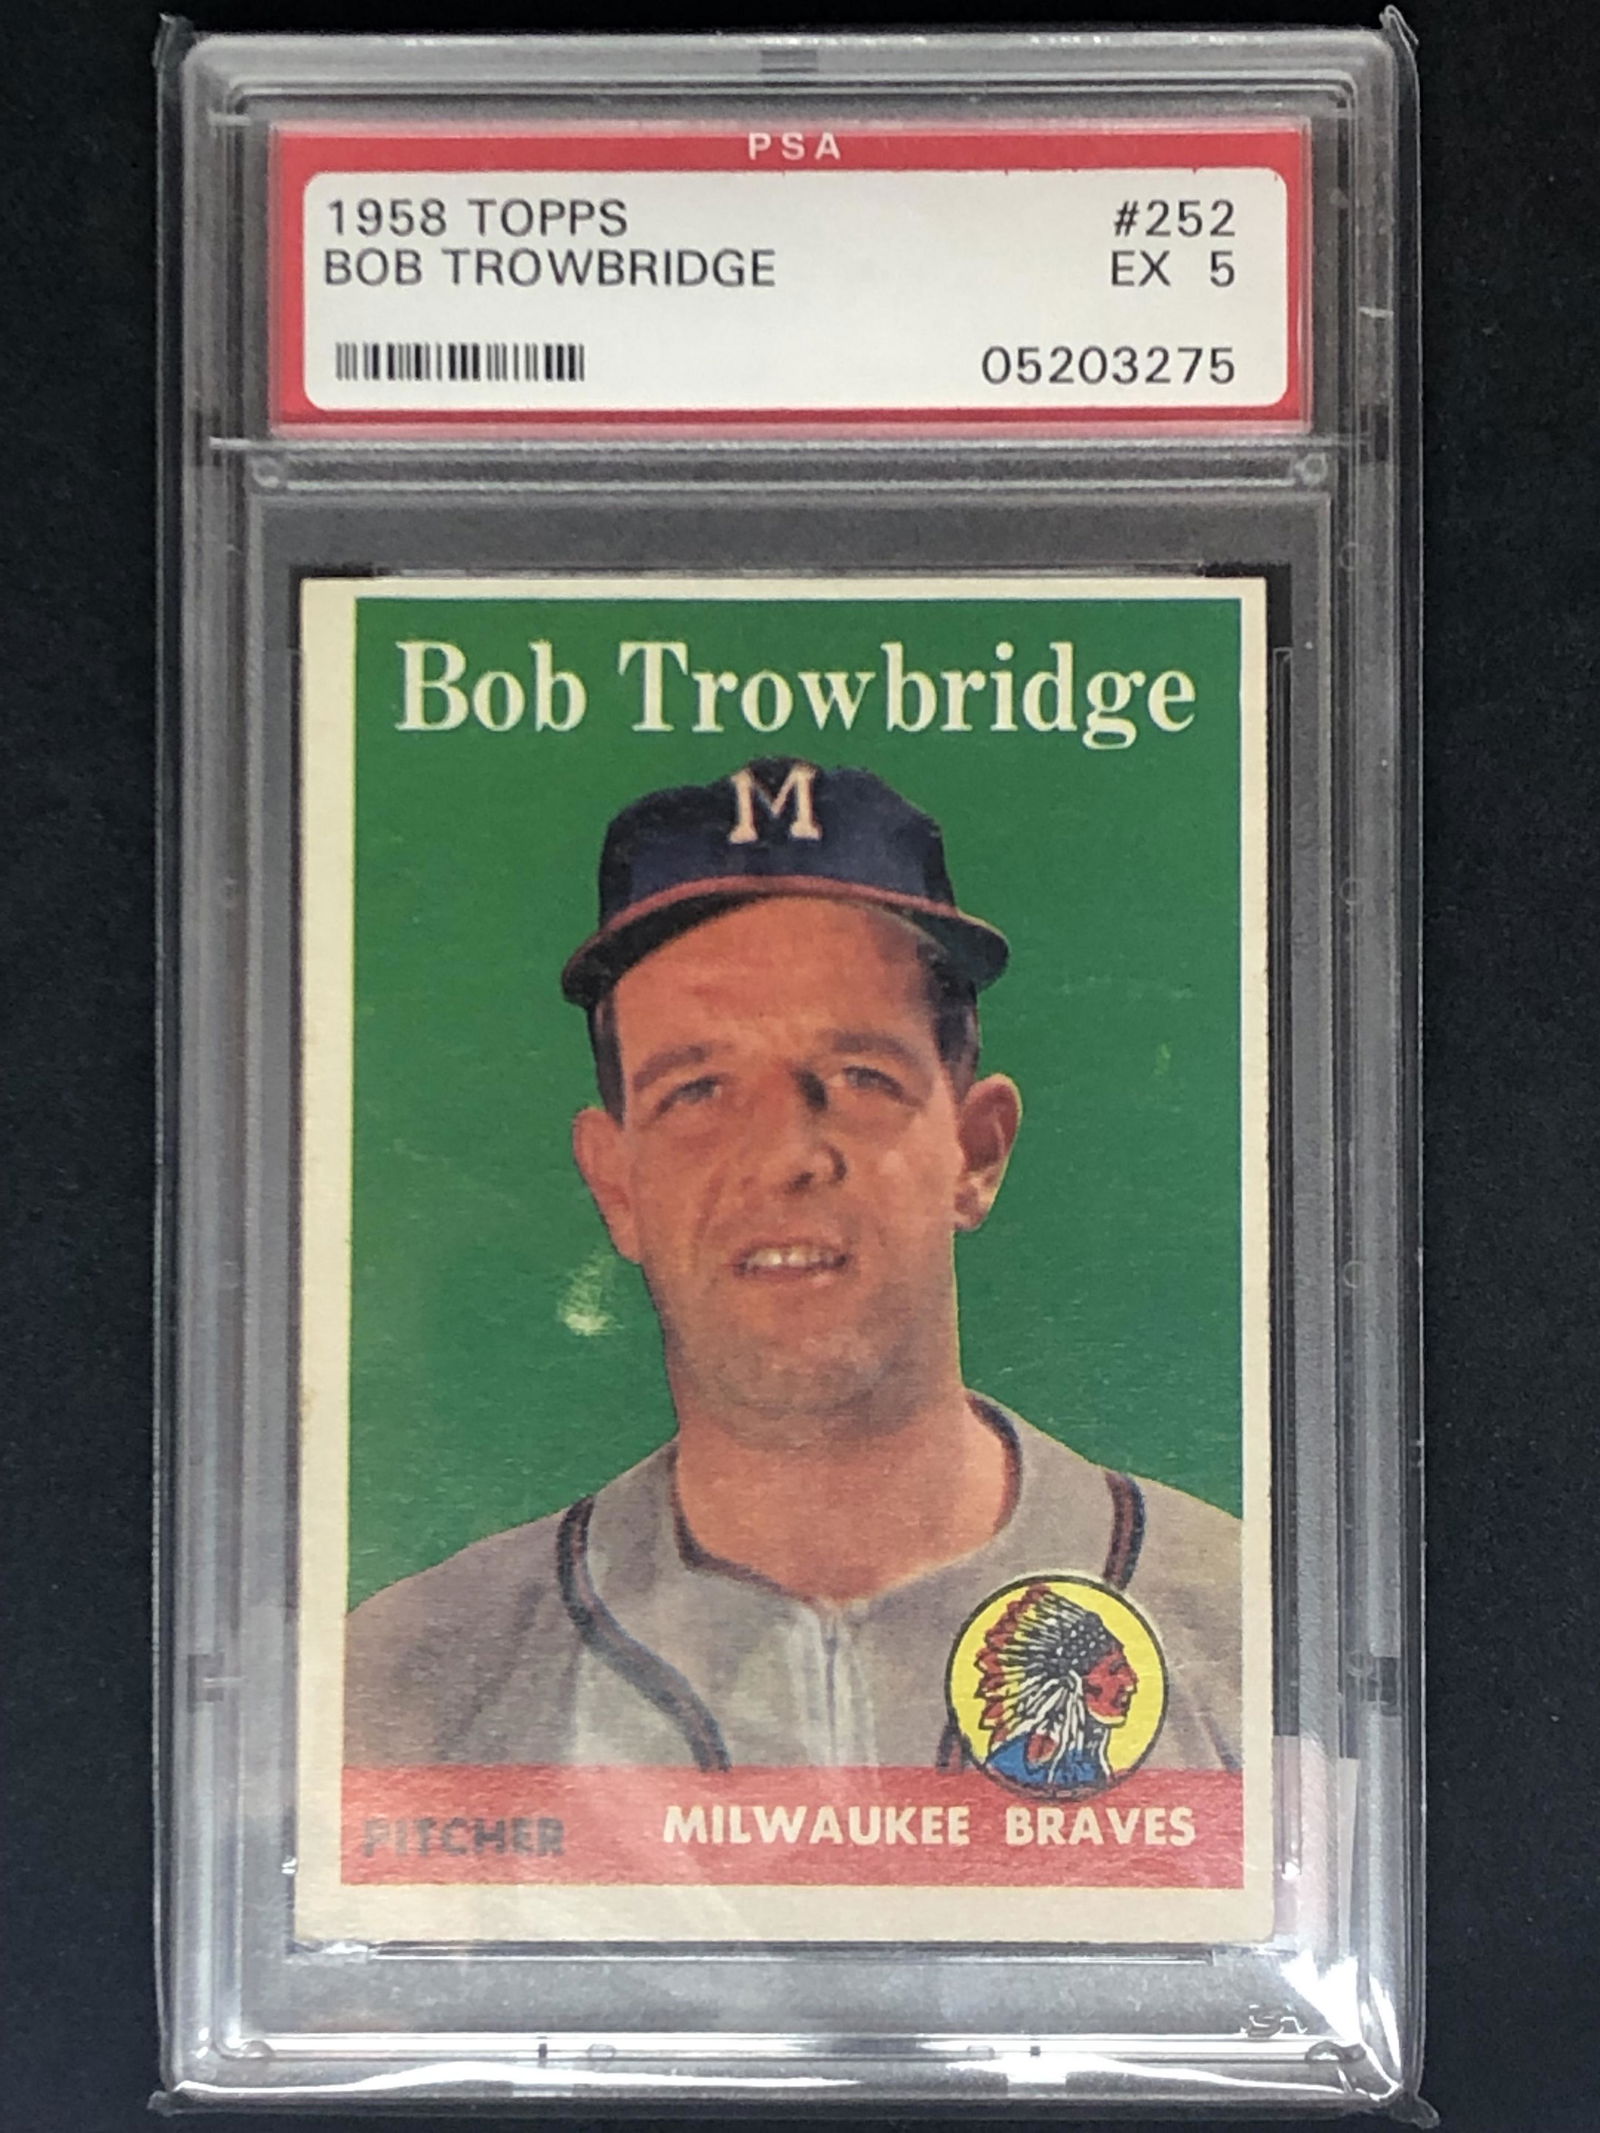 PSA
1958 TOPPS #252
BOB TROWBRIDGE EX 5
05203275
Bob Trowbridge
M
PITCHER MILWAUKEE BRAVES